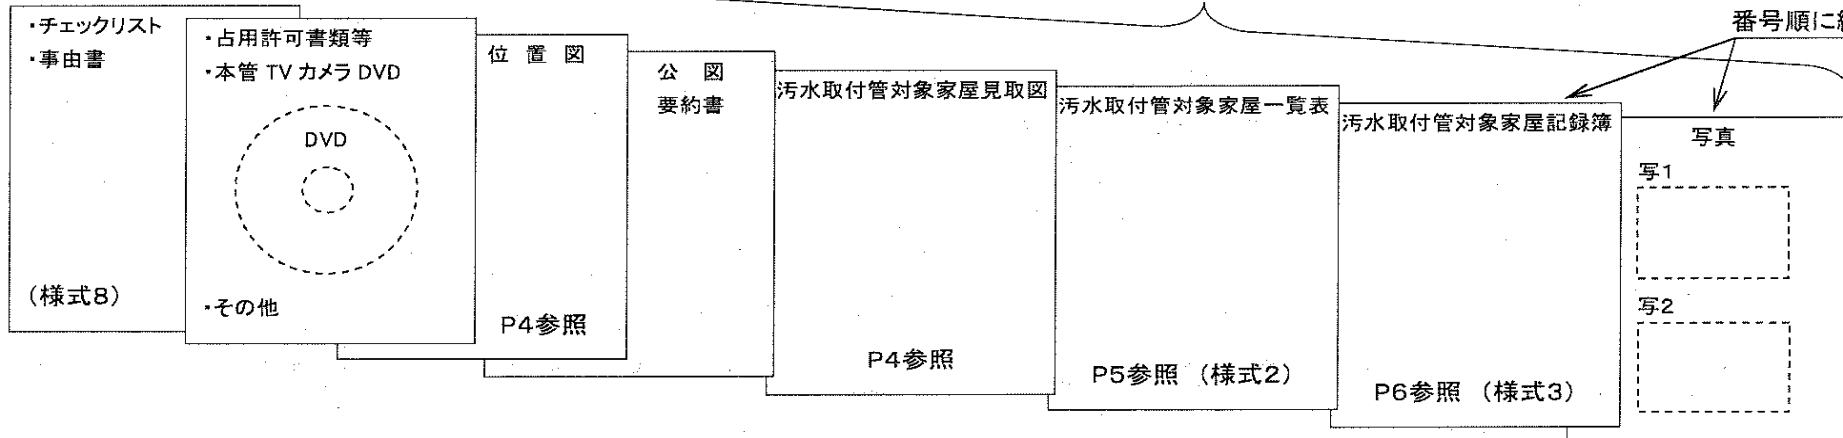 ・チェックリスト
・事由書
(様式8)
・占用許可書類等
・本管 TV カメラ DVD
DVD
・その他
位 置 図
P4参照
公 図
要約書
汚水取付管対象家屋見取図
P4参照
汚水取付管対象家屋一覧表
P5参照 (様式2)
汚水取付管対象家屋記録簿
P6参照 (様式3)
番号順に
写真
写1
写2